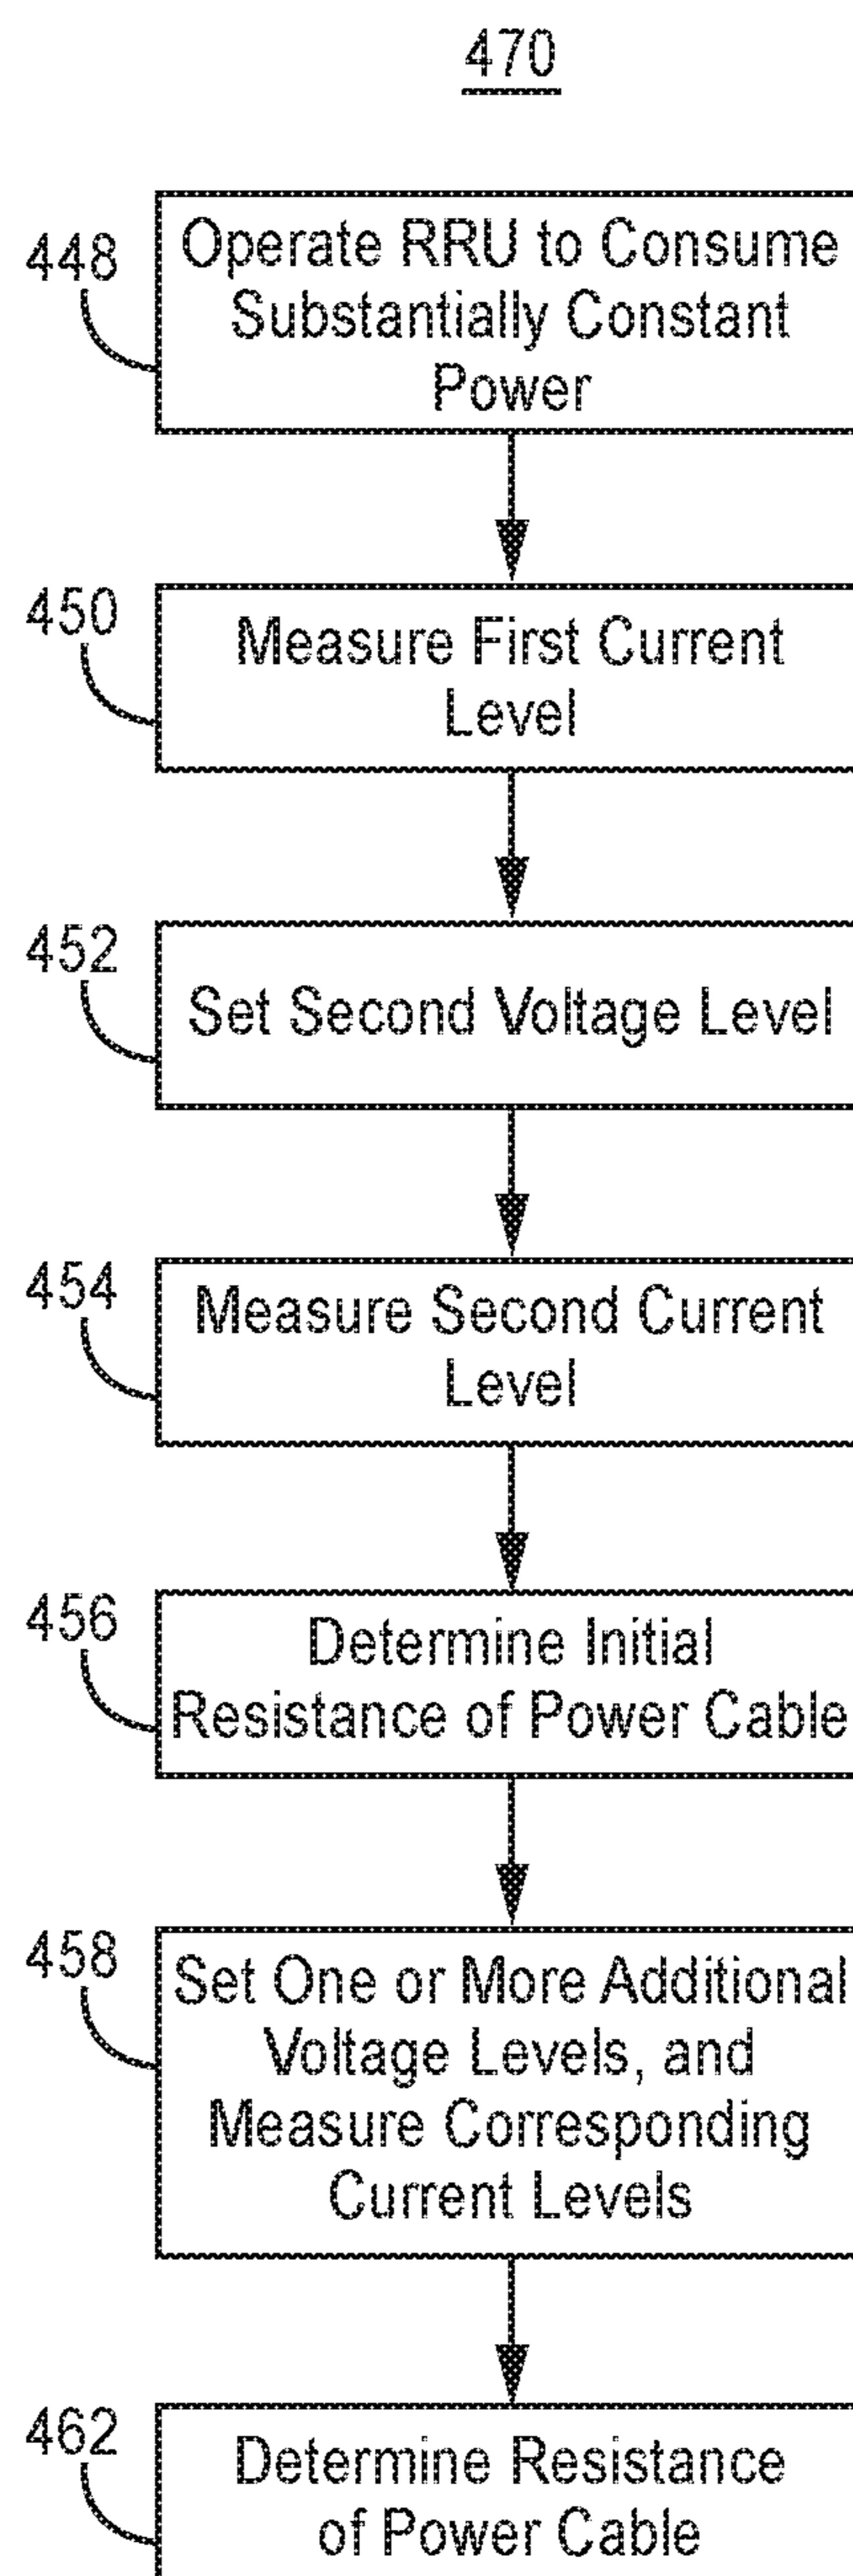 470
448
Operate RRU to Consume
Substantially Constant
Power
450
Measure First Current
Level
452
Set Second Voltage Level
454
Measure Second Current
Level
456
Determine Initial
Resistance of Power Cable
458
Set One or More Additional
Voltage Levels, and
Measure Corresponding
Current Levels
462
Determine Resistance
of Power Cable